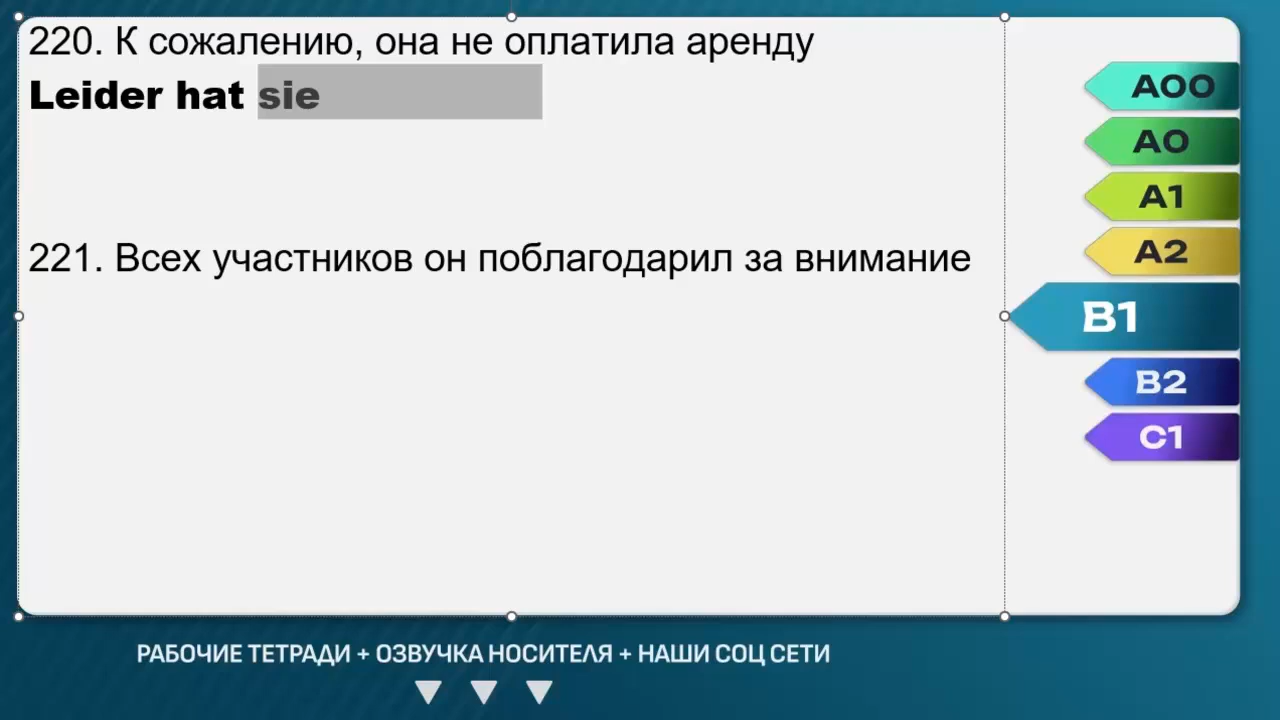 220. К сожалению, она не оплатила аренду
Leider hat sie
221. Всех участников он поблагодарил за внимание
A00
A0
A1
A2
B1
B2
C1
РАБОЧИЕ ТЕТРАДИ + ОЗВУЧКА НОСИТЕЛЯ + НАШИ СОЦ СЕТИ